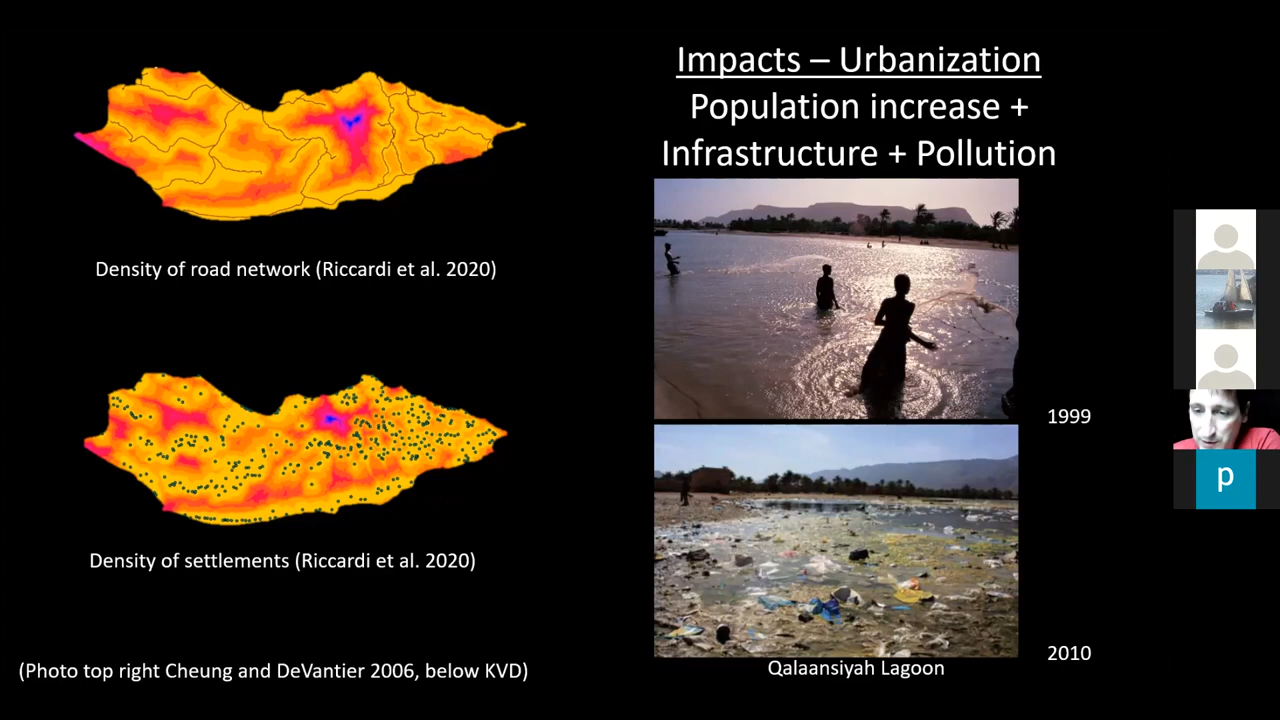 Impacts – Urbanization
Population increase +
Infrastructure + Pollution
Density of road network (Riccardi et al. 2020)
1999
Density of settlements (Riccardi et al. 2020)
2010
Qalaansiyah Lagoon
(Photo top right Cheung and DeVantier 2006, below KVD)
p